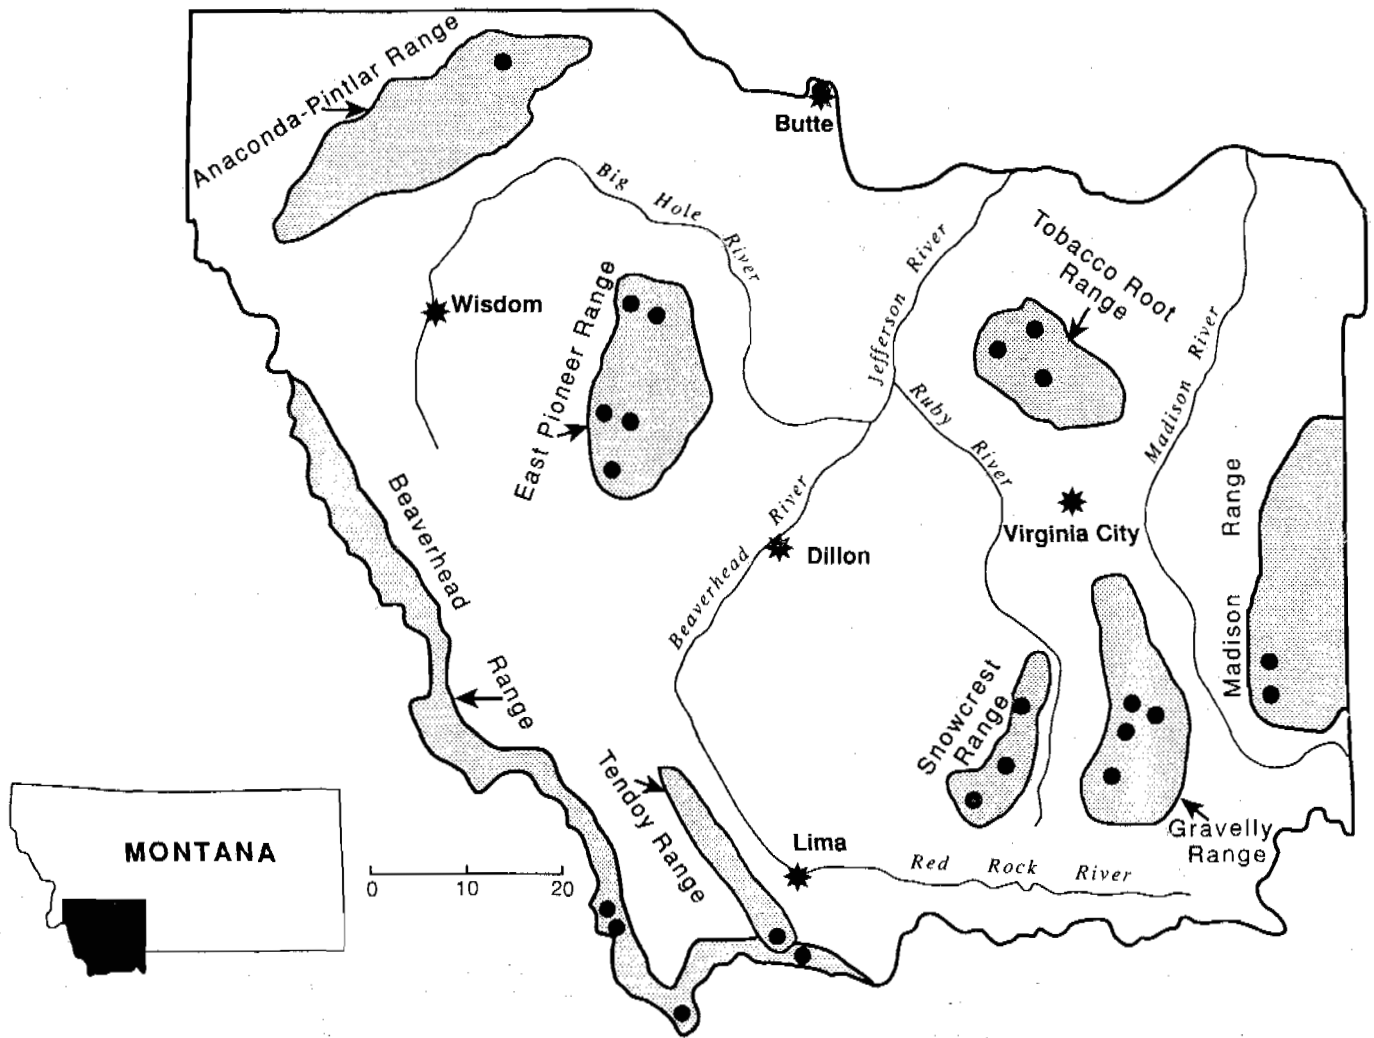 Anaconda-Pintlar Range
Butte
Big Hole River
Wisdom
East Pioneer Range
Jefferson River
Tobacco Root
Range
Ruby River
Madison River
Madison Range
Virginia City
Beaverhead River
Dillon
Beaverhead Range
Snowcrest
Range
Tendoy Range
Lima
Red Rock River
Gravelly
Range
MONTANA
0 10 20